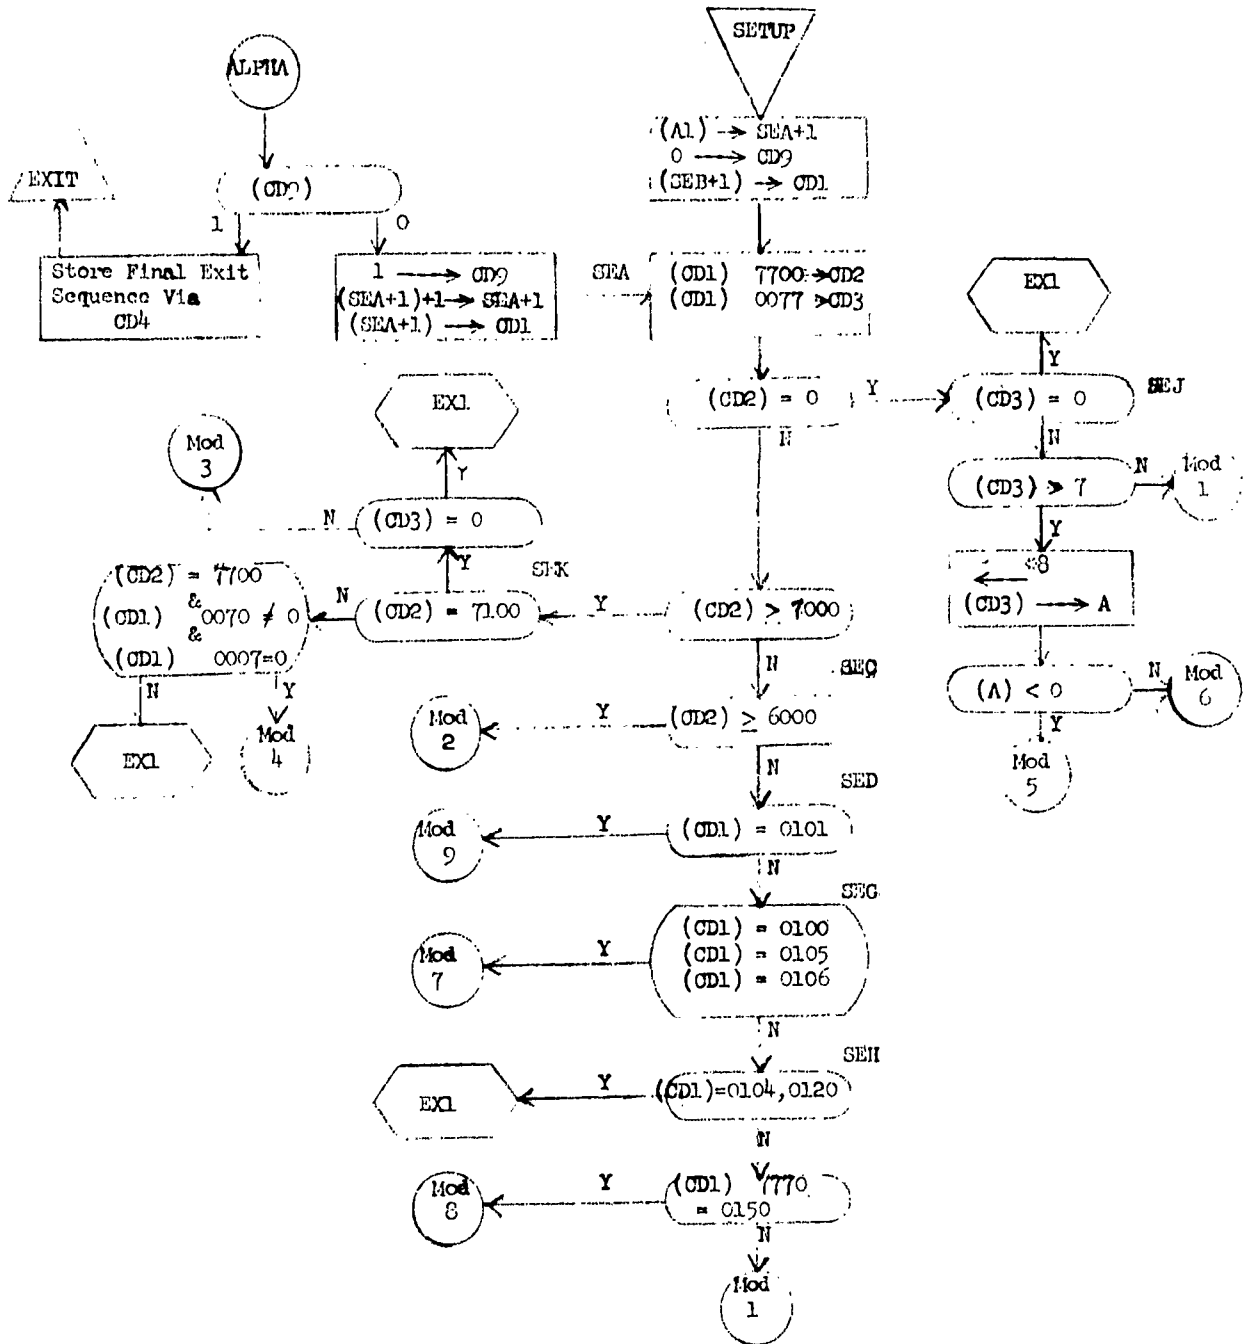 SETUP
ALPHA
(A1) → SEA+1
0 → CD9
(SEB+1) → CD1
EXIT
(CD9)
1
0
Store Final Exit
Sequence Via
CD4
1 → CD9
(SEA+1)+1→ SEA+1
(SEA+1) → CD1
SEA
(CD1) 7700→CD2
(CD1) 0077 >CD3
EX1
Y
EX1
(CD2) = 0
Y
(CD3) = 0
SEJ
N
N
Mod
3
Y
N
(CD3) = 0
(CD3) > 7
N
Mod
1
Y
Y
SEK
(CD2) = 7700
&
(CD1) 0070 ≠ 0
&
(CD1) 0007=0
N
(CD2) = 7100
Y
(CD2) > 7000
*8
(CD3) → A
N
Y
N
SEC
(A) < 0
N
Mod
6
Y
EX1
Mod
4
Mod
2
Y
(CD2) ≥ 6000
Mod
5
N
SED
Mod
9
Y
(CD1) = 0101
N
SEG
(CD1) = 0100
(CD1) = 0105
(CD1) = 0106
Mod
7
Y
N
SEH
EX1
Y
(CD1)=0104,0120
N
Mod
8
Y
(CD1) 7770
= 0150
N
Mod
1